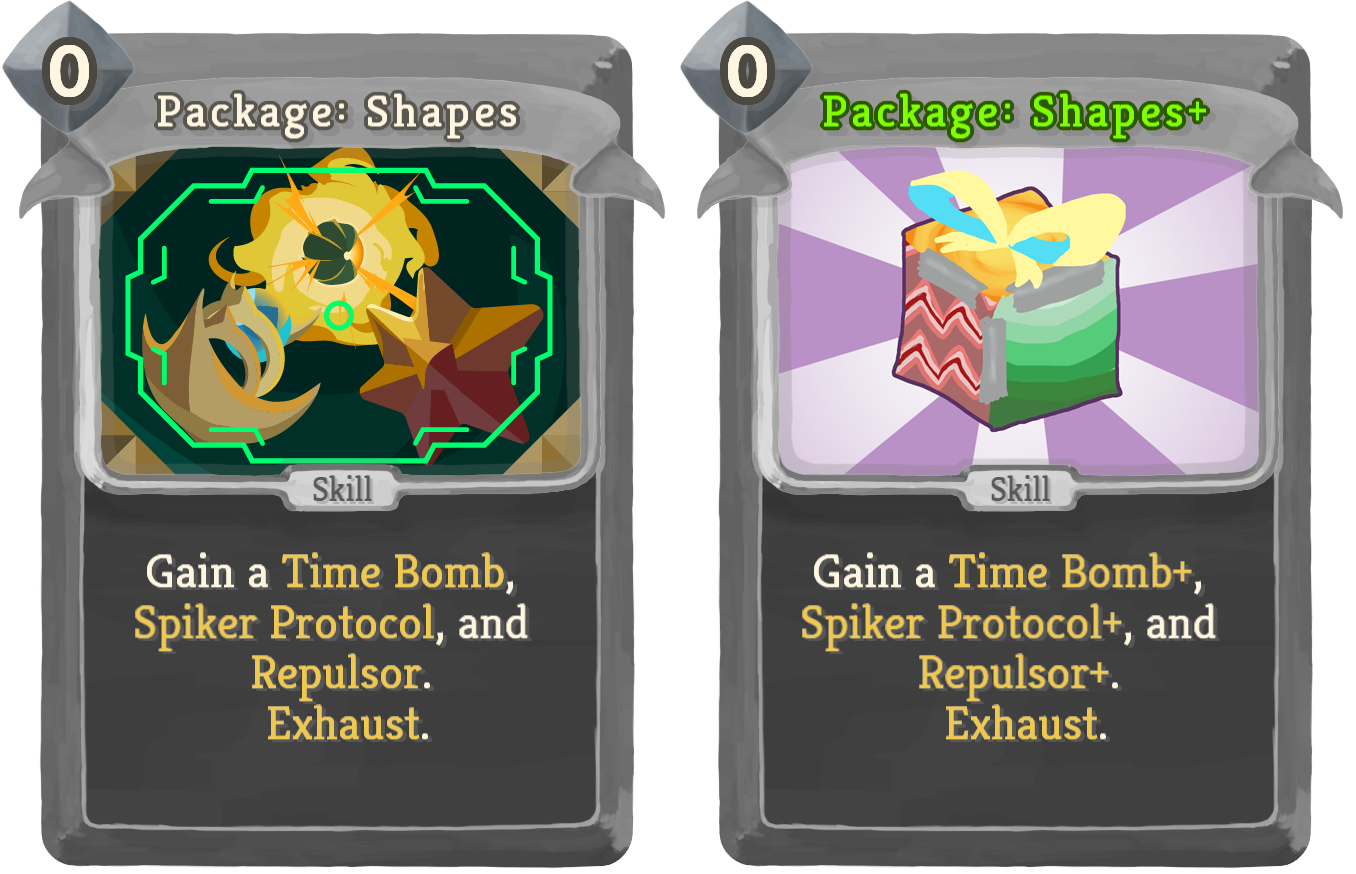 0
Package: Shapes
Skill
Gain a Time Bomb,
Spiker Protocol, and
Repulsor.
Exhaust.
0
Package: Shapes+
Skill
Gain a Time Bomb+,
Spiker Protocol+, and
Repulsor+.
Exhaust.